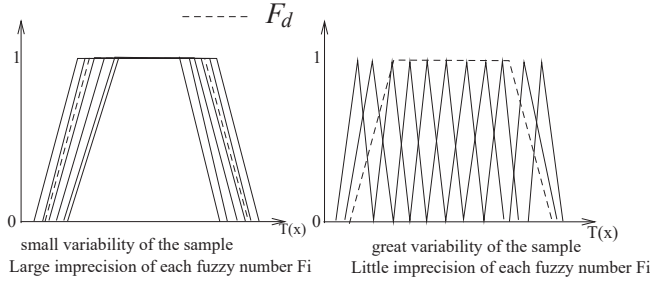 F_d
1
0
T(x)
small variability of the sample
Large imprecision of each fuzzy number Fi
1
0
T(x)
great variability of the sample
Little imprecision of each fuzzy number Fi